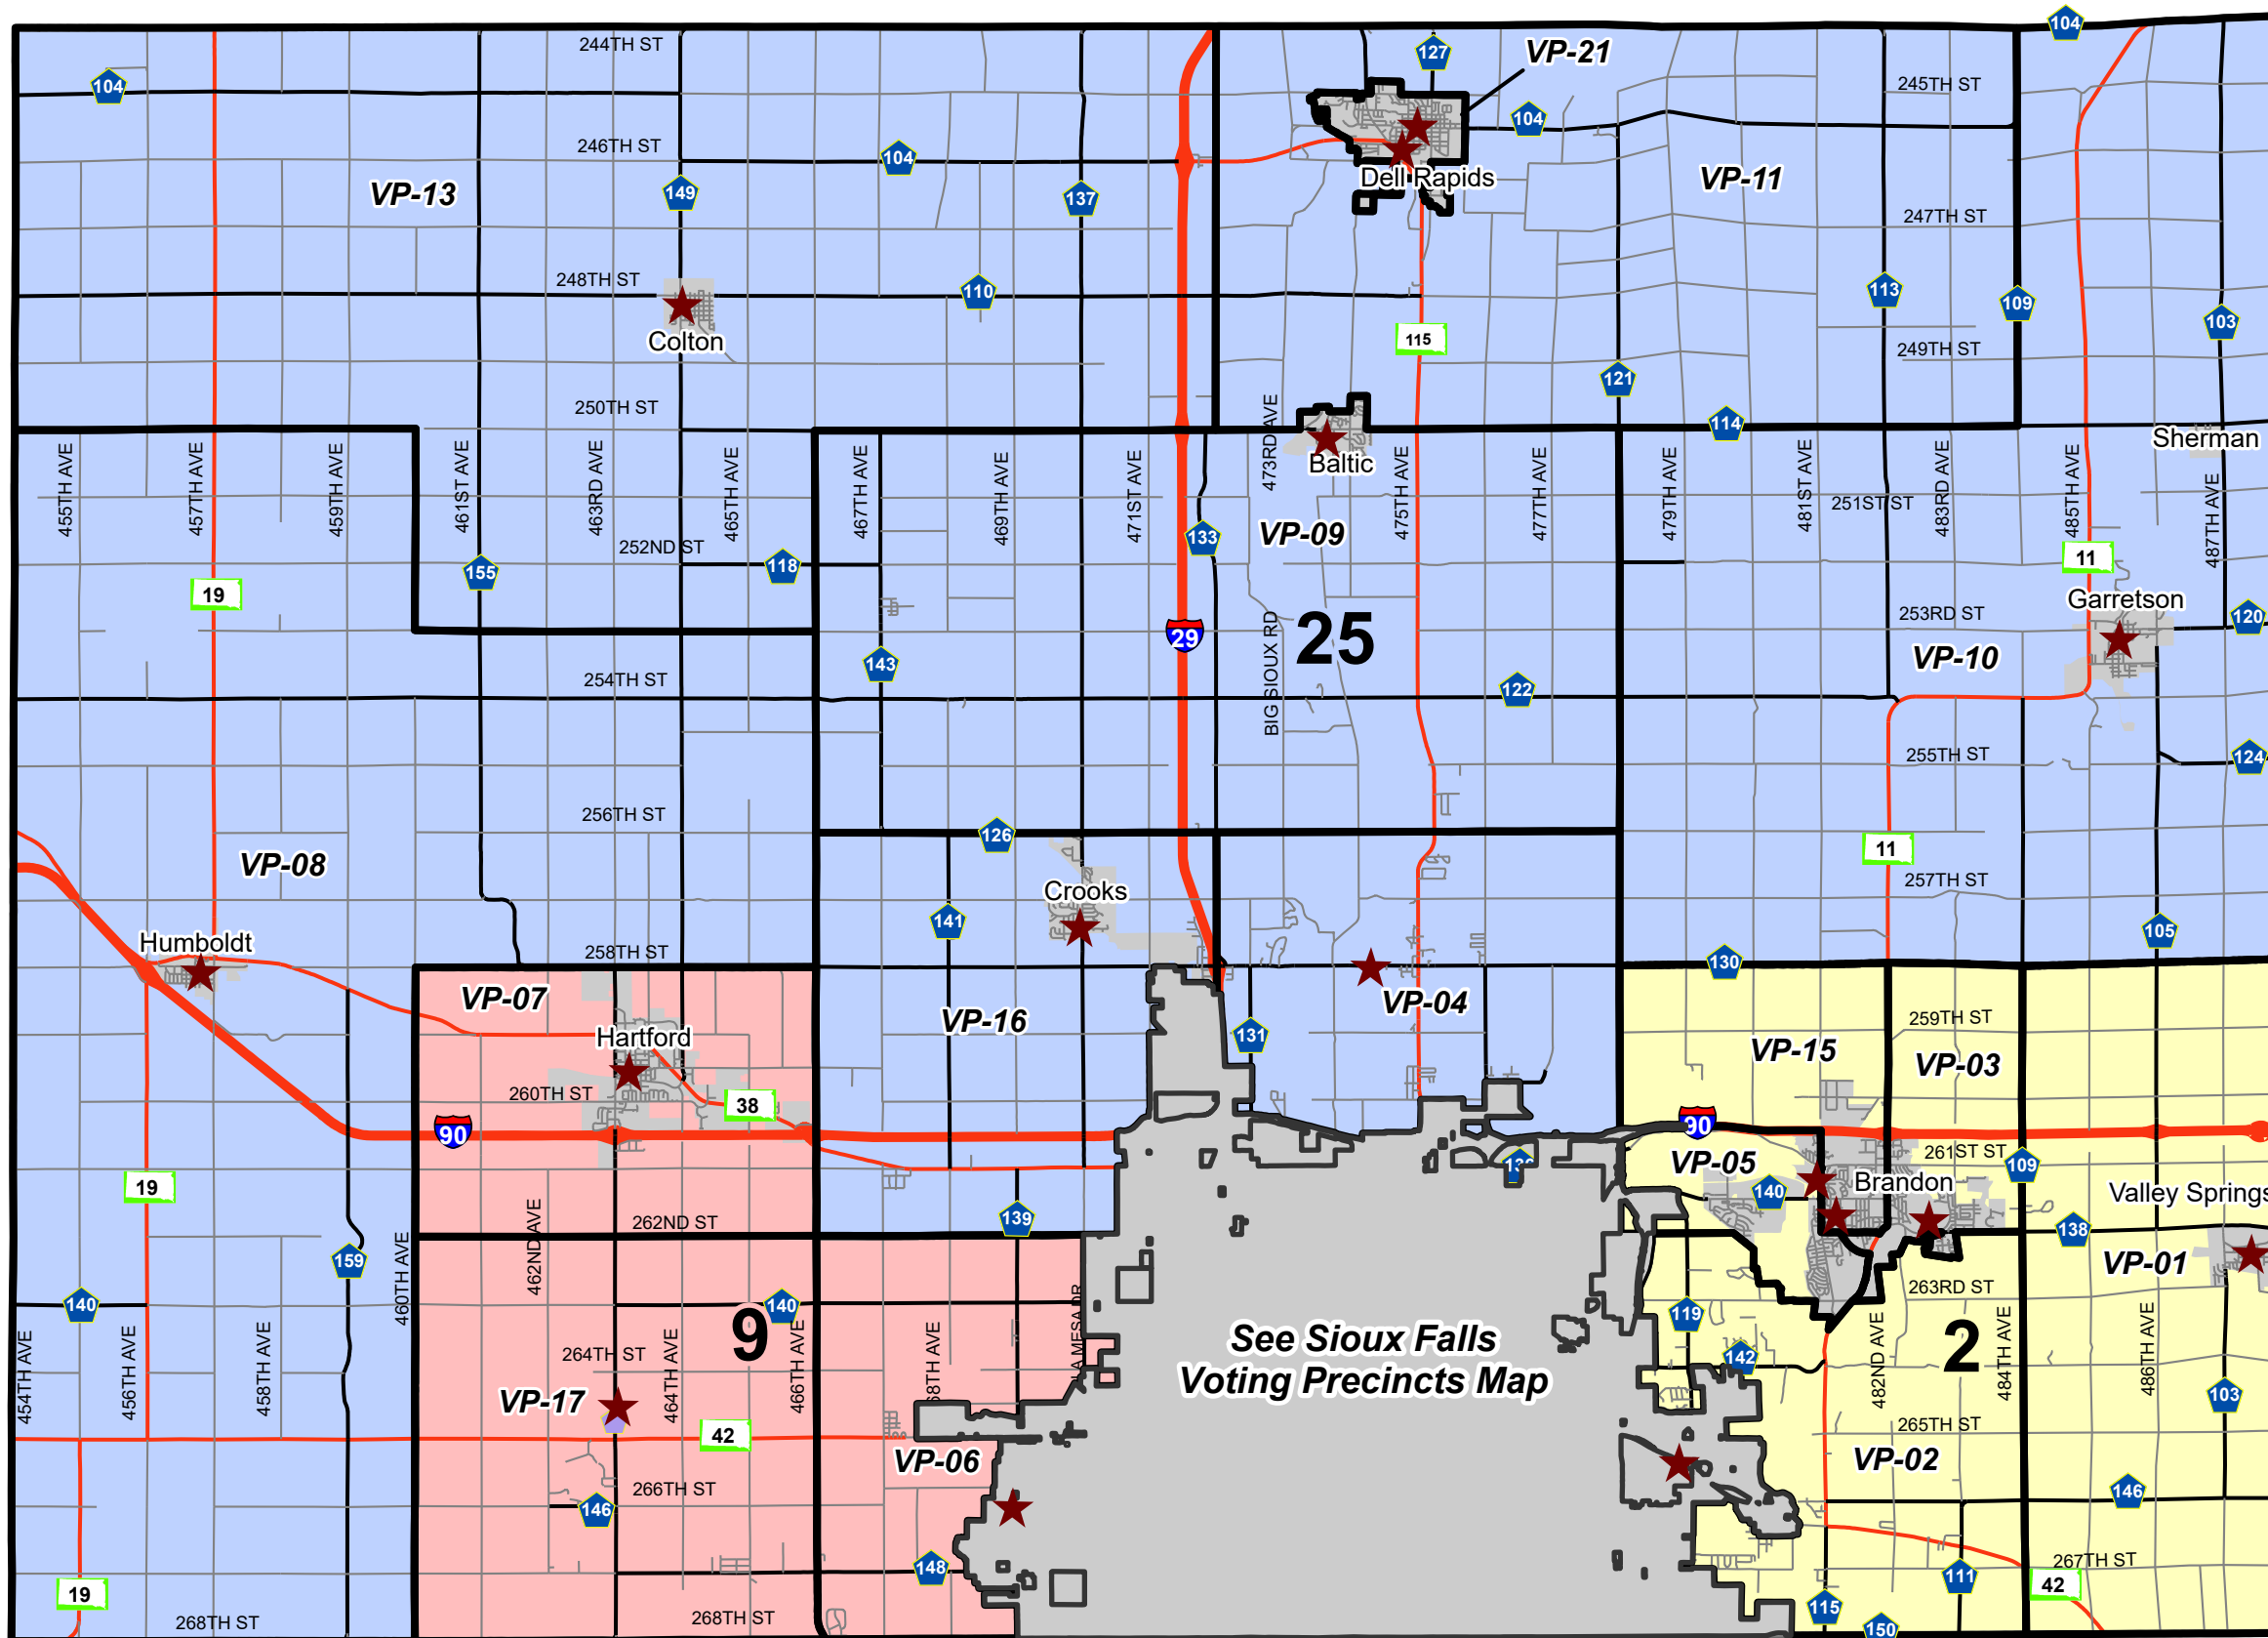 104
244TH ST
127
VP-21
104
245TH ST
104
246TH ST
104
VP-13
149
137
Dell Rapids
VP-11
247TH ST
248TH ST
110
113
109
103
Colton
115
249TH ST
121
250TH ST
473RD AVE
114
Sherman
Baltic
455TH AVE
457TH AVE
459TH AVE
461ST AVE
463RD AVE
465TH AVE
467TH AVE
469TH AVE
471ST AVE
475TH AVE
477TH AVE
479TH AVE
481ST AVE
251ST ST
483RD AVE
485TH AVE
487TH AVE
133
VP-09
252ND ST
118
155
11
19
Garretson
253RD ST
120
29
25
BIG SIOUX RD
143
VP-10
254TH ST
122
255TH ST
124
256TH ST
126
11
VP-08
257TH ST
Crooks
141
105
Humboldt
258TH ST
130
VP-07
VP-04
VP-16
259TH ST
131
Hartford
VP-15
VP-03
260TH ST
38
90
90
261ST ST
VP-05
109
140
Brandon
Valley Springs
19
139
262ND ST
462ND AVE
138
460TH AVE
159
VP-01
263RD ST
140
140
9
119
2
See Sioux Falls
Voting Precincts Map
454TH AVE
456TH AVE
458TH AVE
264TH ST
464TH AVE
466TH AVE
LA MESA DR
142
482ND AVE
484TH AVE
486TH AVE
103
VP-17
42
265TH ST
VP-06
VP-02
266TH ST
146
146
148
267TH ST
42
111
19
115
268TH ST
268TH ST
150